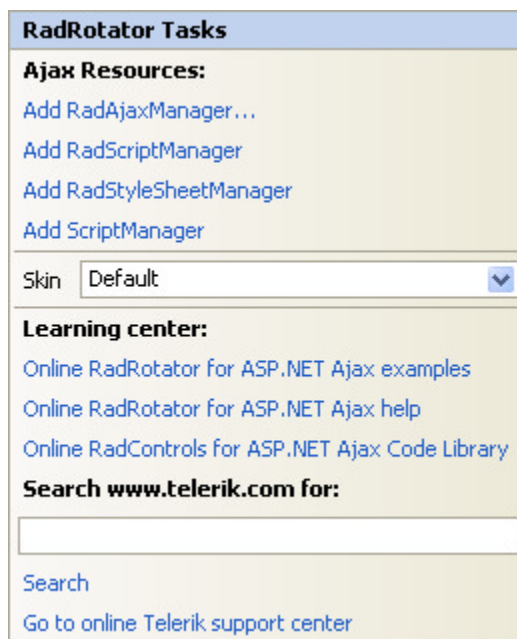 RadRotator Tasks
Ajax Resources:
Add RadAjaxManager...
Add RadScriptManager
Add RadStyleSheetManager
Add ScriptManager
Skin Default
Learning center:
Online RadRotator for ASP.NET Ajax examples
Online RadRotator for ASP.NET Ajax help
Online RadControls for ASP.NET Ajax Code Library
Search www.telerik.com for:
Search
Go to online Telerik support center